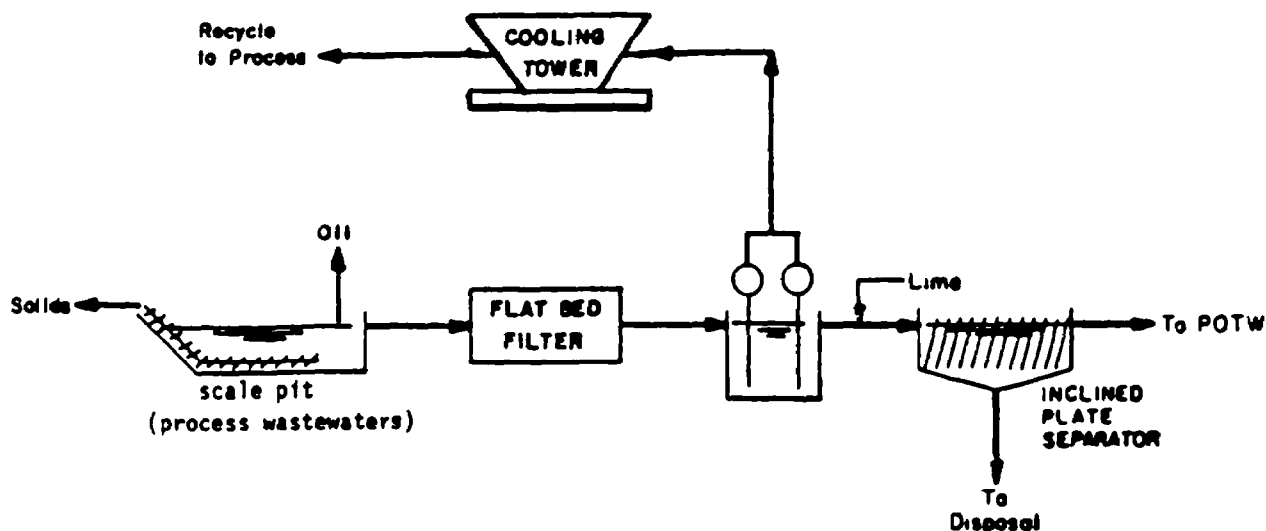 Recycle
to Process
COOLING
TOWER
Oil
Solids
FLAT BED
FILTER
Lime
To POTW
scale pit
(process wastewaters)
INCLINED
PLATE
SEPARATOR
To
Disposal